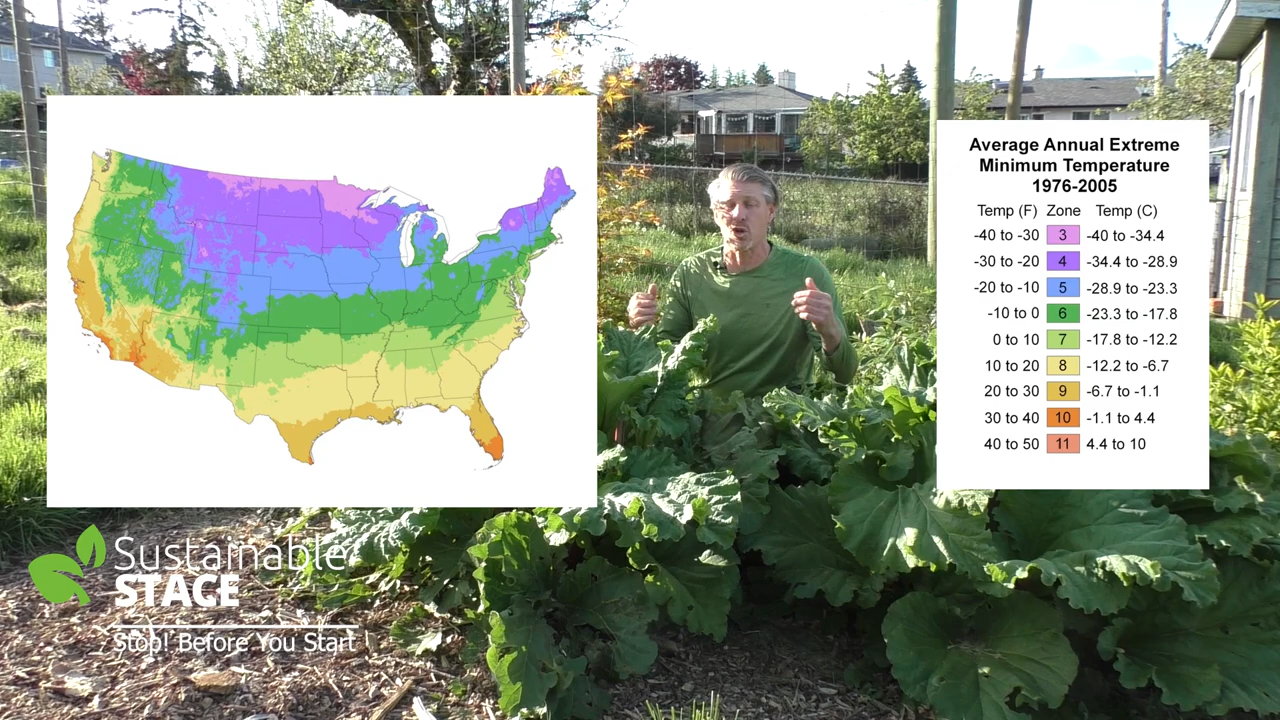 Average Annual Extreme
Minimum Temperature
1976-2005
Temp (F) Zone Temp (C)
-40 to -30 3 -40 to -34.4
-30 to -20 4 -34.4 to -28.9
-20 to -10 5 -28.9 to -23.3
-10 to 0 6 -23.3 to -17.8
0 to 10 7 -17.8 to -12.2
10 to 20 8 -12.2 to -6.7
20 to 30 9 -6.7 to -1.1
30 to 40 10 -1.1 to 4.4
40 to 50 11 4.4 to 10
Sustainable
STACE
Stop! Before You Start